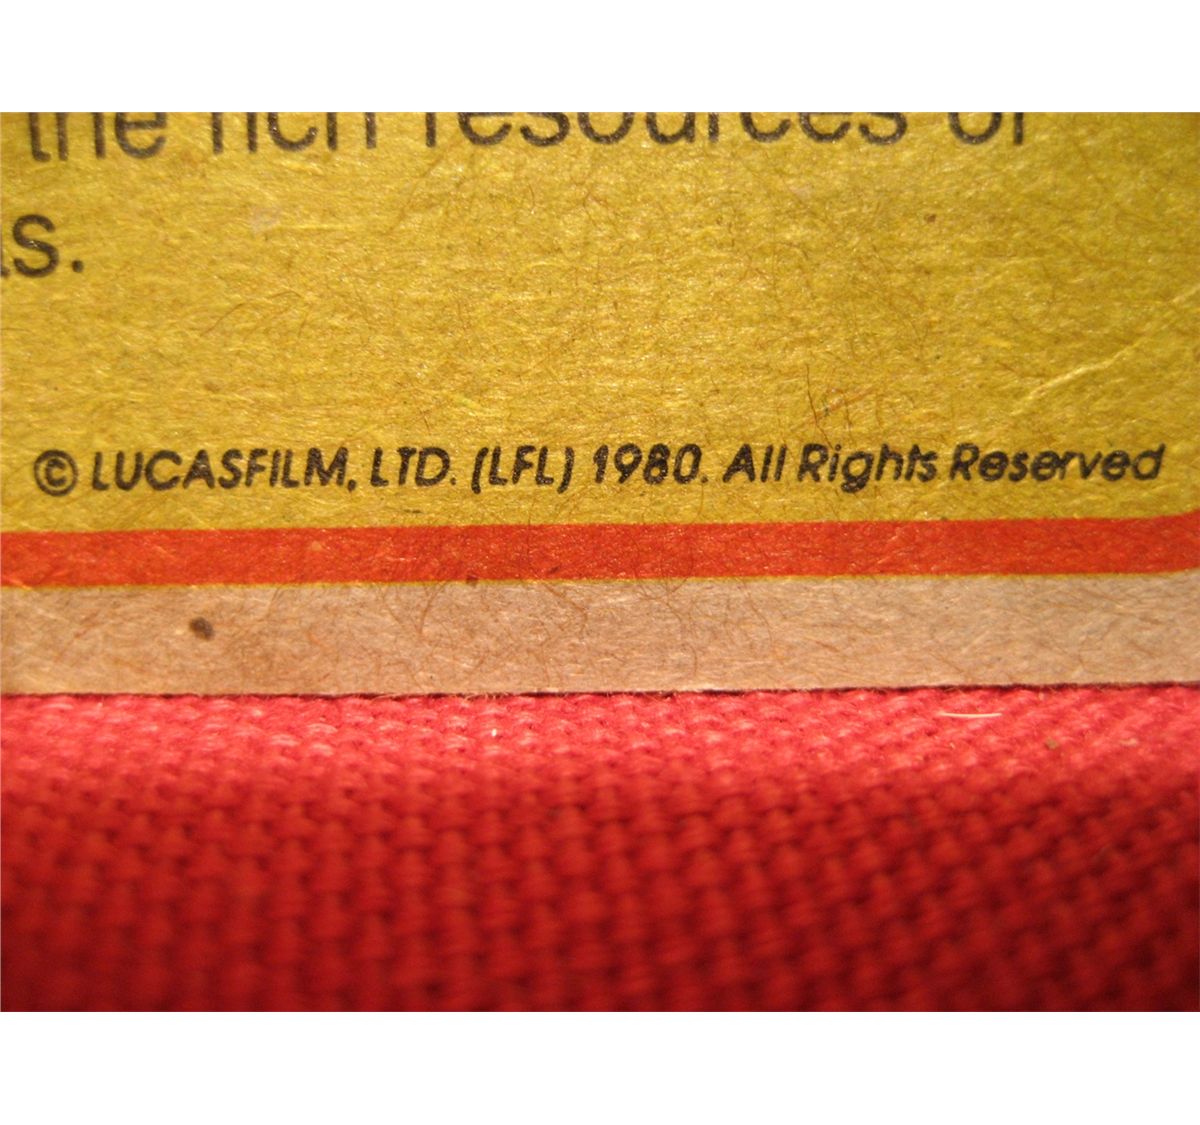 the rich resources of
s.
© LUCASFILM, LTD. (LFL) 1980. All Rights Reserved